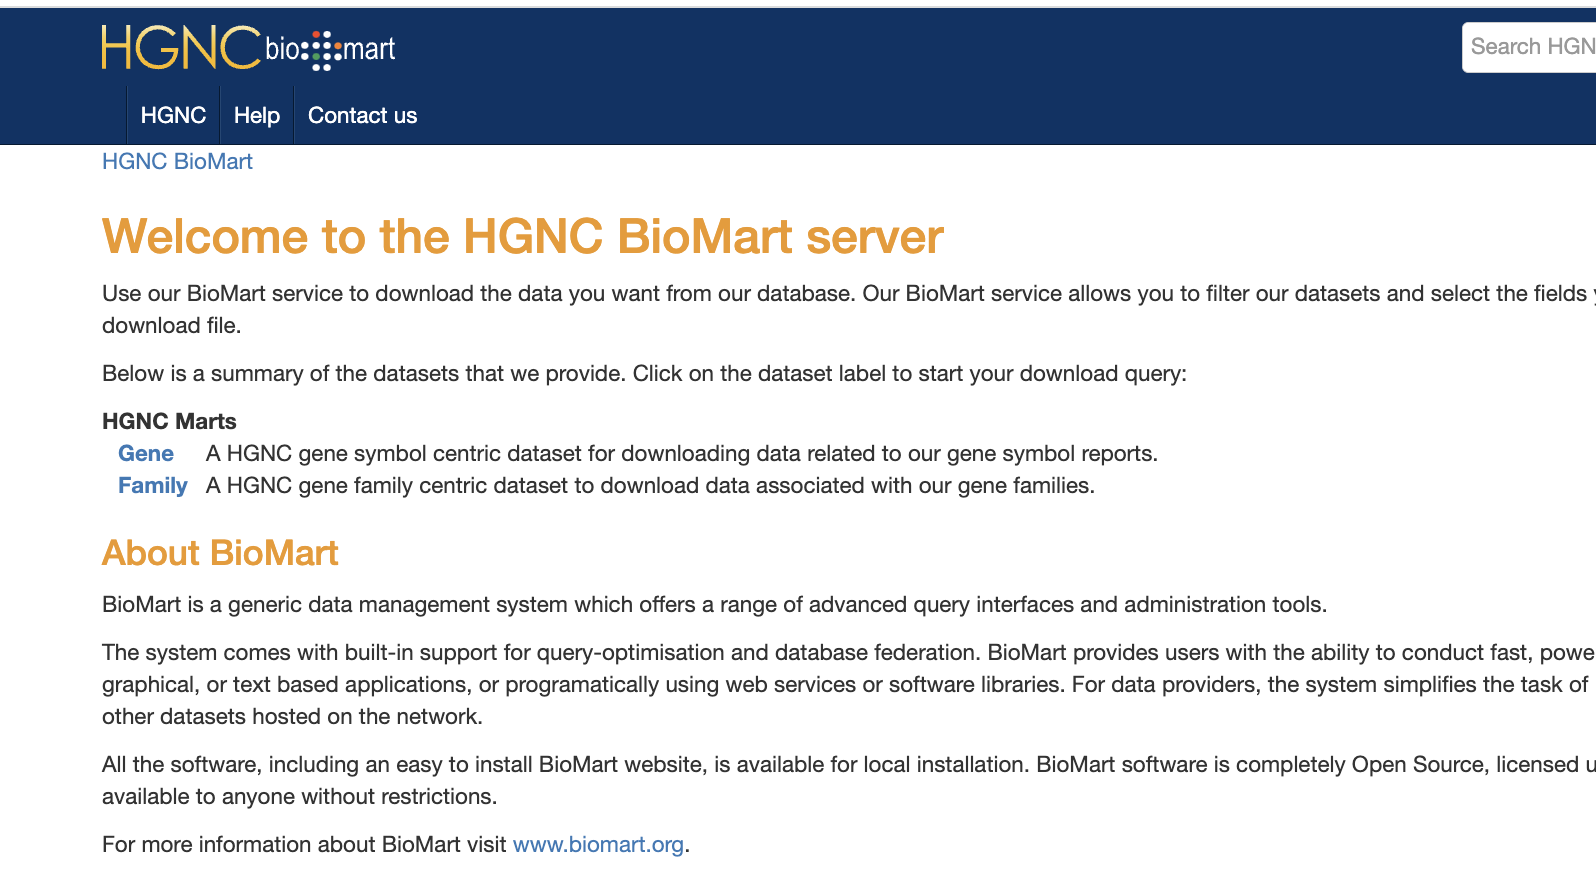 HGNC biomart
Search HGN
HGNC Help Contact us
HGNC BioMart
Welcome to the HGNC BioMart server
Use our BioMart service to download the data you want from our database. Our BioMart service allows you to filter our datasets and select the fields
download file.
Below is a summary of the datasets that we provide. Click on the dataset label to start your download query:
HGNC Marts
Gene A HGNC gene symbol centric dataset for downloading data related to our gene symbol reports.
Family A HGNC gene family centric dataset to download data associated with our gene families.
About BioMart
BioMart is a generic data management system which offers a range of advanced query interfaces and administration tools.
The system comes with built-in support for query-optimisation and database federation. BioMart provides users with the ability to conduct fast, powe
graphical, or text based applications, or programatically using web services or software libraries. For data providers, the system simplifies the task of
other datasets hosted on the network.
All the software, including an easy to install BioMart website, is available for local installation. BioMart software is completely Open Source, licensed u
available to anyone without restrictions.
For more information about BioMart visit www.biomart.org.